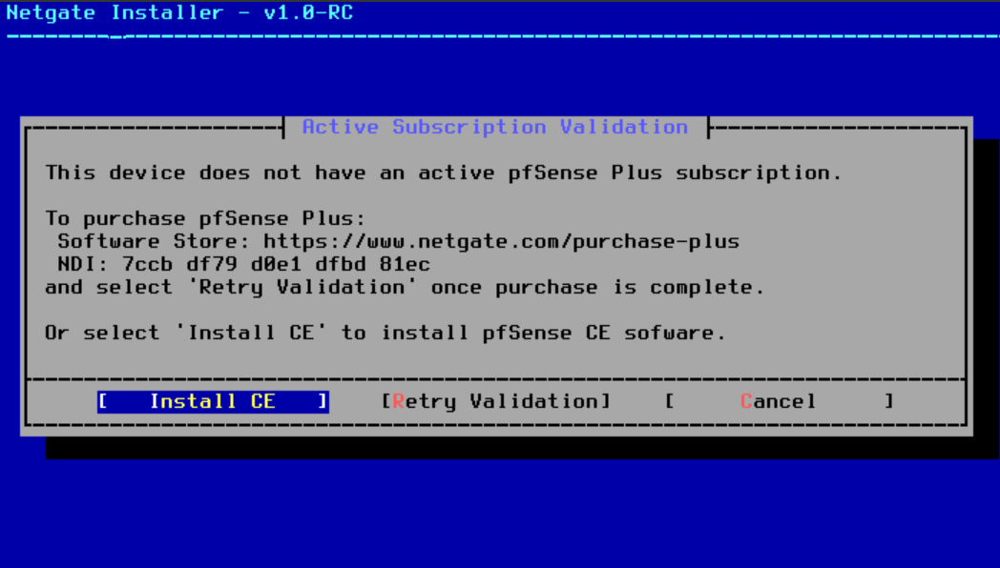 Netgate Installer - v1.0-RC
Active Subscription Validation
This device does not have an active pfSense Plus subscription.
To purchase pfSense Plus:
Software Store: https://www.netgate.com/purchase-plus
NDI: 7ccb df79 d0e1 dfbd 81ec
and select 'Retry Validation' once purchase is complete.
Or select 'Install CE' to install pfSense CE sofware.
[ Install CE ] [Retry Validation] [ Cancel ]